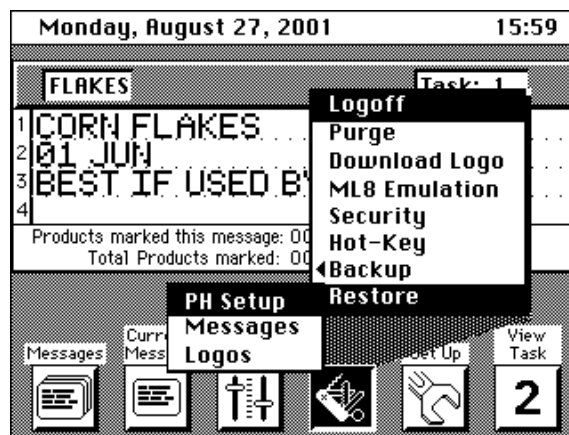 Monday, August 27, 2001 15:59
FLAKES Task: 1
Logoff
1 CORN FLAKES
Purge
2 01 JUN
Download Logo
3 BEST IF USED BY
ML8 Emulation
4
Security
Products marked this message:
Hot-Key
Total Products marked:
Backup
PH Setup
Restore
Messages
Logos
Messages
View
Task
Set Up
2